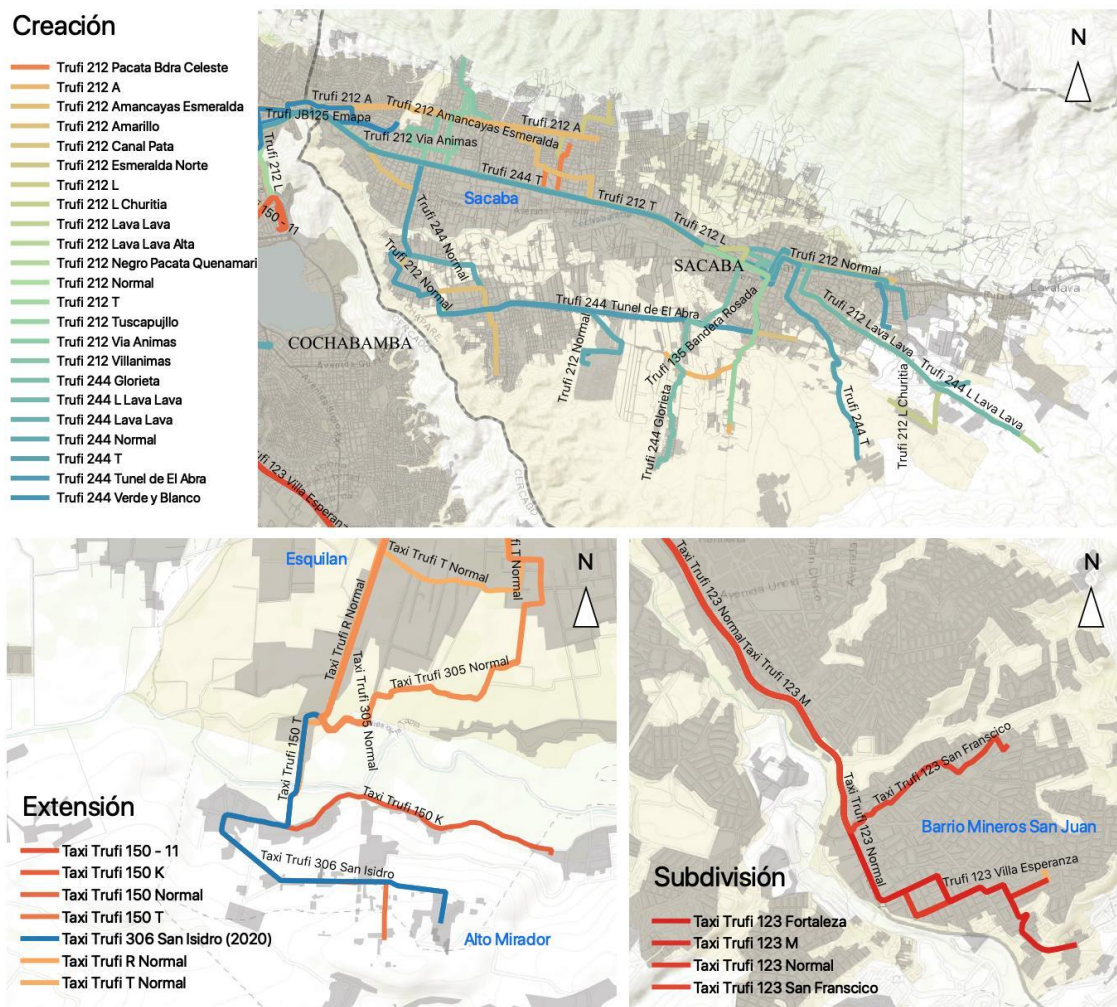 Creación
Trufi 212 Pacata Bdra Celeste
Trufi 212 A
Trufi 212 Amancayas Esmeralda
Trufi 212 Amarillo
Trufi 212 Canal Pata
Trufi 212 Esmeralda Norte
Trufi 212 L
Trufi 212 L Churitia
Trufi 212 Lava Lava
Trufi 212 Lava Lava Alta
Trufi 212 Negro Pacata Quenamari
Trufi 212 Normal
Trufi 212 T
Trufi 212 Tuscapujllo
Trufi 212 Via Animas
Trufi 212 Villanimas
Trufi 244 Glorieta
Trufi 244 L Lava Lava
Trufi 244 Lava Lava
Trufi 244 Normal
Trufi 244 T
Trufi 244 Tunel de El Abra
Trufi 244 Verde y Blanco
N
Trufi 212 A
Trufi 212 Amancayas Esmeralda
Trufi 212 A
Trufi JB125 Emapa
Trufi 212 Via Animas
Trufi 212 L
Trufi 244 T
Sacaba
Trufi 212 T
Trufi 212 L
150 - 11
Trufi 244 Normal
SACABA
Trufi 212 Normal
Lavalava
Trufi 212 Normal
Trufi 244 Tunel de El Abra
COCHABAMBA
Trufi 212 Normal
Trufi 135 Bandera Rosada
Trufi 212 Lava Lava
Trufi 244 L Lava Lava
Trufi 244 Glorieta
Trufi 244 T
Trufi 212 L Churitia
CERCADO
Trufi 123 Villa Esperanz
Esquilan
N
Taxi Trufi T Normal
fi T Normal
Taxi Trufi R Normal
Taxi Trufi 305 Normal
Taxi Trufi 305 Normal
Taxi Trufi 150 T
Taxi Trufi 150 K
Taxi Trufi 306 San Isidro
Alto Mirador
Extensión
Taxi Trufi 150 - 11
Taxi Trufi 150 K
Taxi Trufi 150 Normal
Taxi Trufi 150 T
Taxi Trufi 306 San Isidro (2020)
Taxi Trufi R Normal
Taxi Trufi T Normal
N
Taxi Trufi 123 Normal
Taxi Trufi 123 M
Taxi Trufi 123 San Franscico
Taxi Trufi 123 Normal
Barrio Mineros San Juan
Trufi 123 Villa Esperanza
Subdivisión
Taxi Trufi 123 Fortaleza
Taxi Trufi 123 M
Taxi Trufi 123 Normal
Taxi Trufi 123 San Franscico